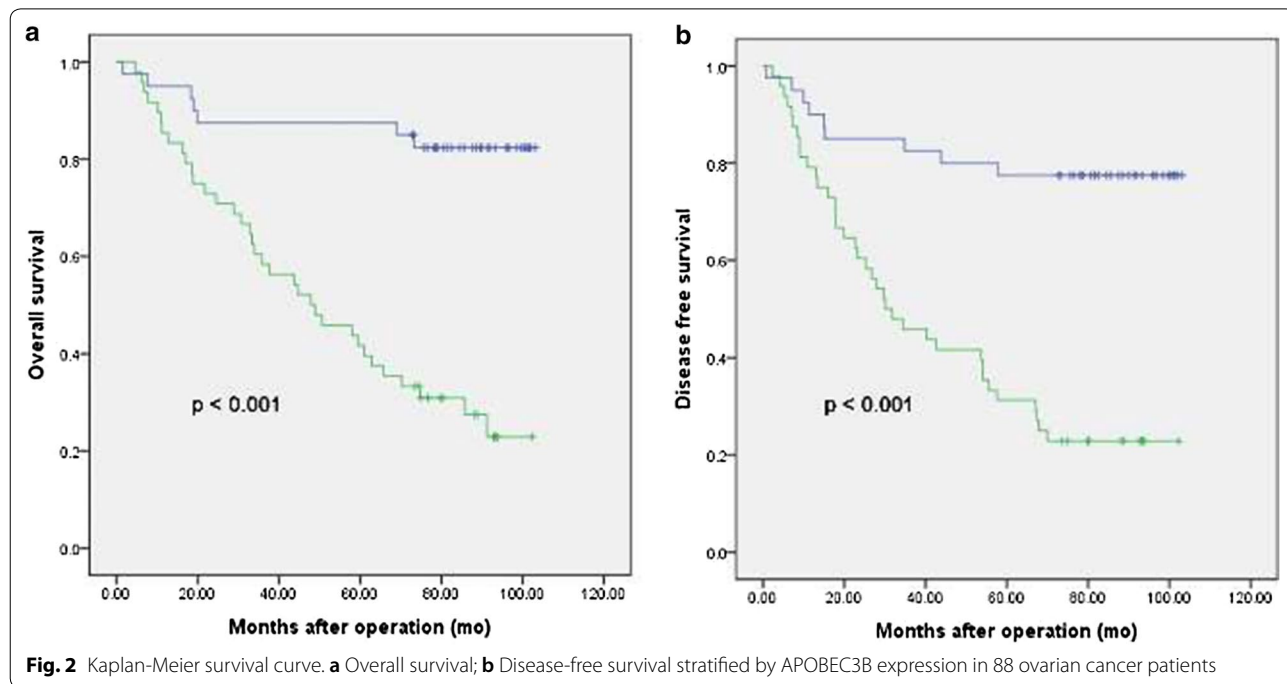 a
b
1.0
0.8
0.6
0.4
0.2
0.0
Overall survival
p < 0.001
0.00 20.00 40.00 60.00 80.00 100.00 120.00
Months after operation (mo)
1.0
0.8
0.6
0.4
0.2
0.0
Disease free survival
p < 0.001
0.00 20.00 40.00 60.00 80.00 100.00 120.00
Months after operation (mo)
Fig. 2 Kaplan-Meier survival curve. a Overall survival; b Disease-free survival stratified by APOBEC3B expression in 88 ovarian cancer patients